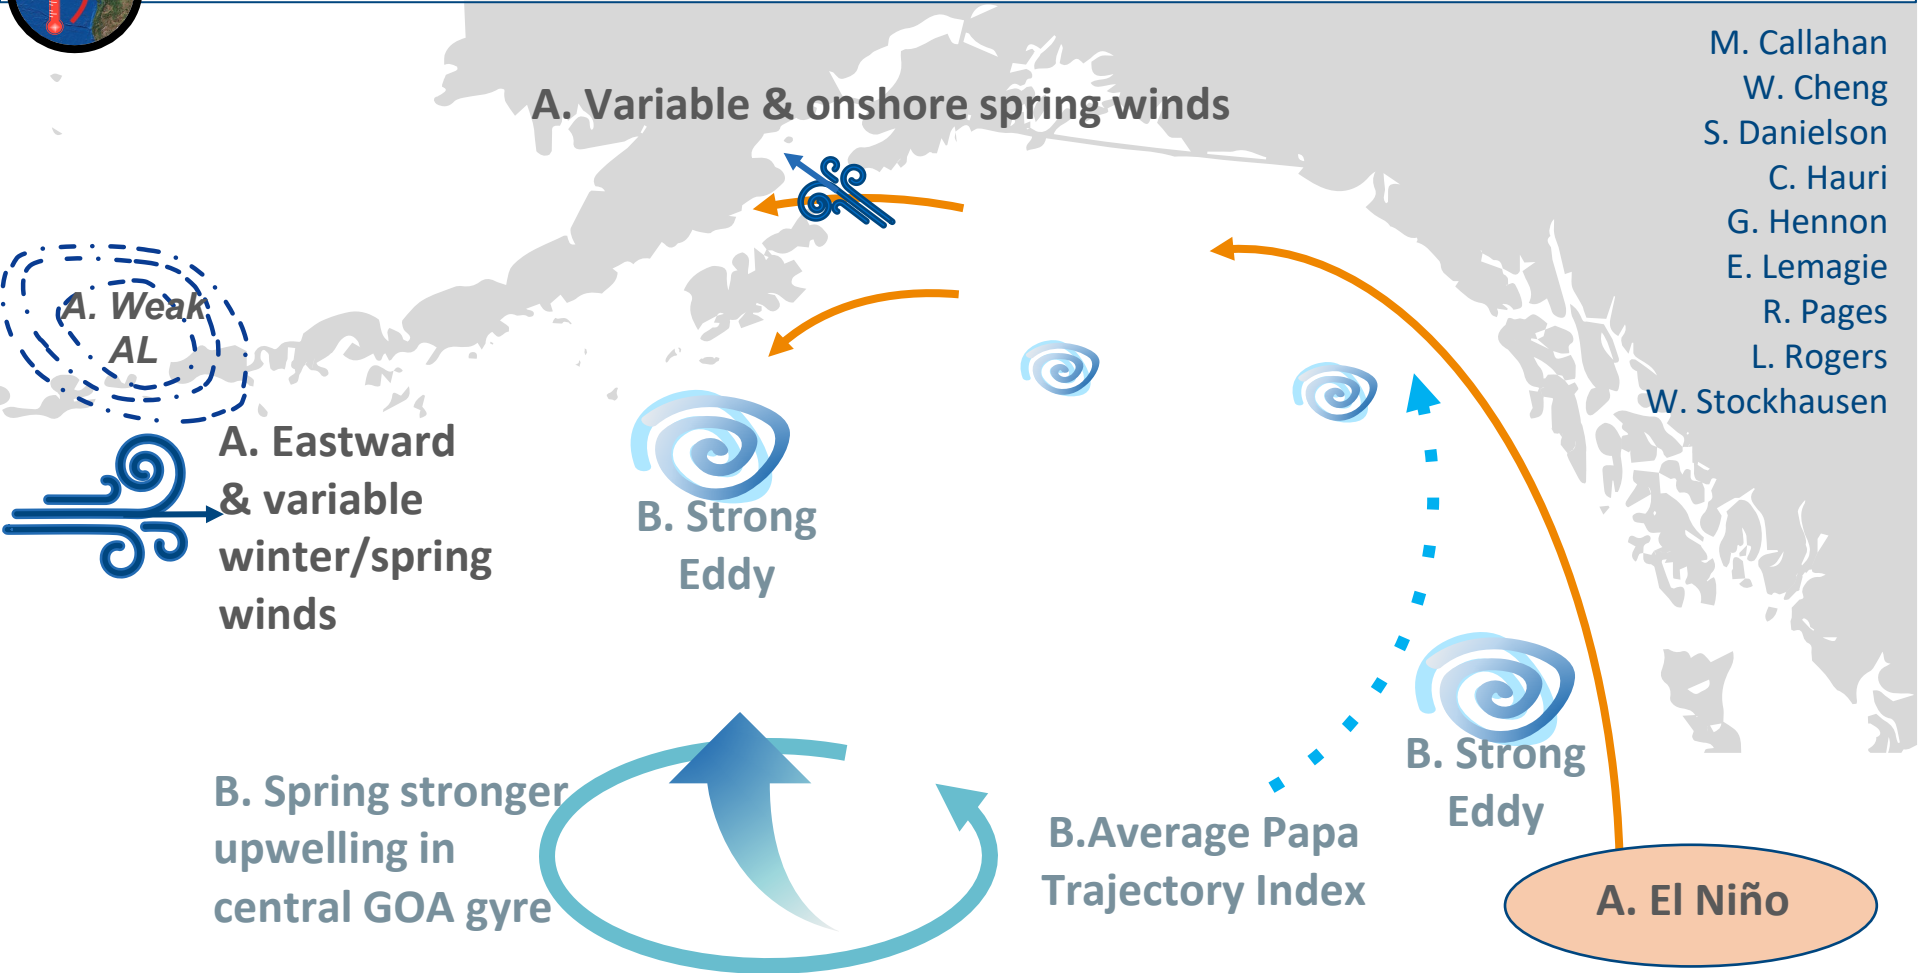 M. Callahan
W. Cheng
S. Danielson
C. Hauri
G. Hennon
E. Lemagie
R. Pages
L. Rogers
W. Stockhausen
A. Variable & onshore spring winds
A. Weak
AL
A. Eastward
& variable
winter/spring
winds
B. Strong
Eddy
B. Strong
Eddy
B. Spring stronger
upwelling in
central GOA gyre
B.Average Papa
Trajectory Index
A. El Niño